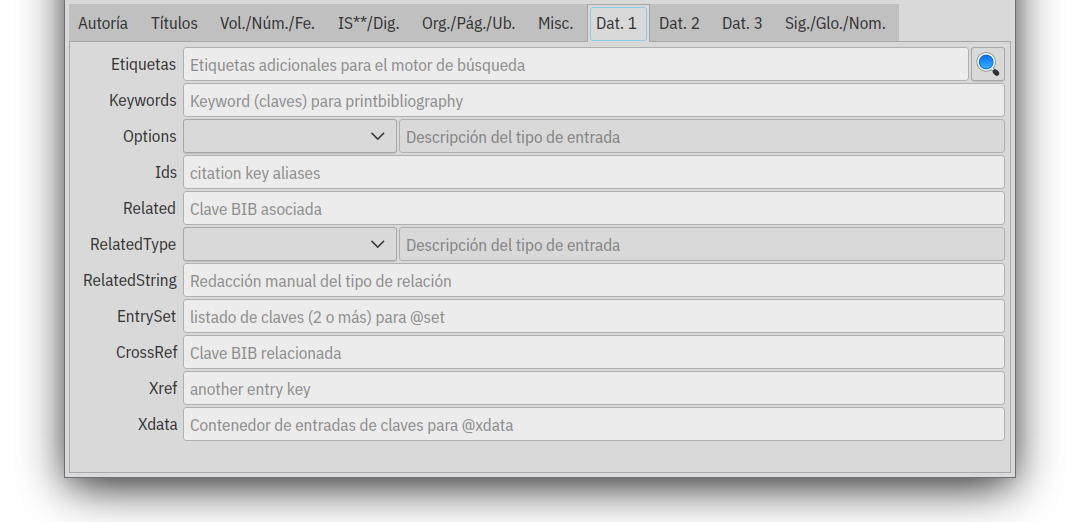 Autoría Títulos Vol./Núm./Fe. IS**/Dig. Org./Pág./Ub. Misc. Dat. 1 Dat. 2 Dat. 3 Sig./Glo./Nom.
Etiquetas Etiquetas adicionales para el motor de búsqueda
Keywords Keyword (claves) para printbibliography
Options Descripción del tipo de entrada
Ids citation key aliases
Related Clave BIB asociada
RelatedType Descripción del tipo de entrada
RelatedString Redacción manual del tipo de relación
EntrySet listado de claves (2 o más) para @set
CrossRef Clave BIB relacionada
Xref another entry key
Xdata Contenedor de entradas de claves para @xdata